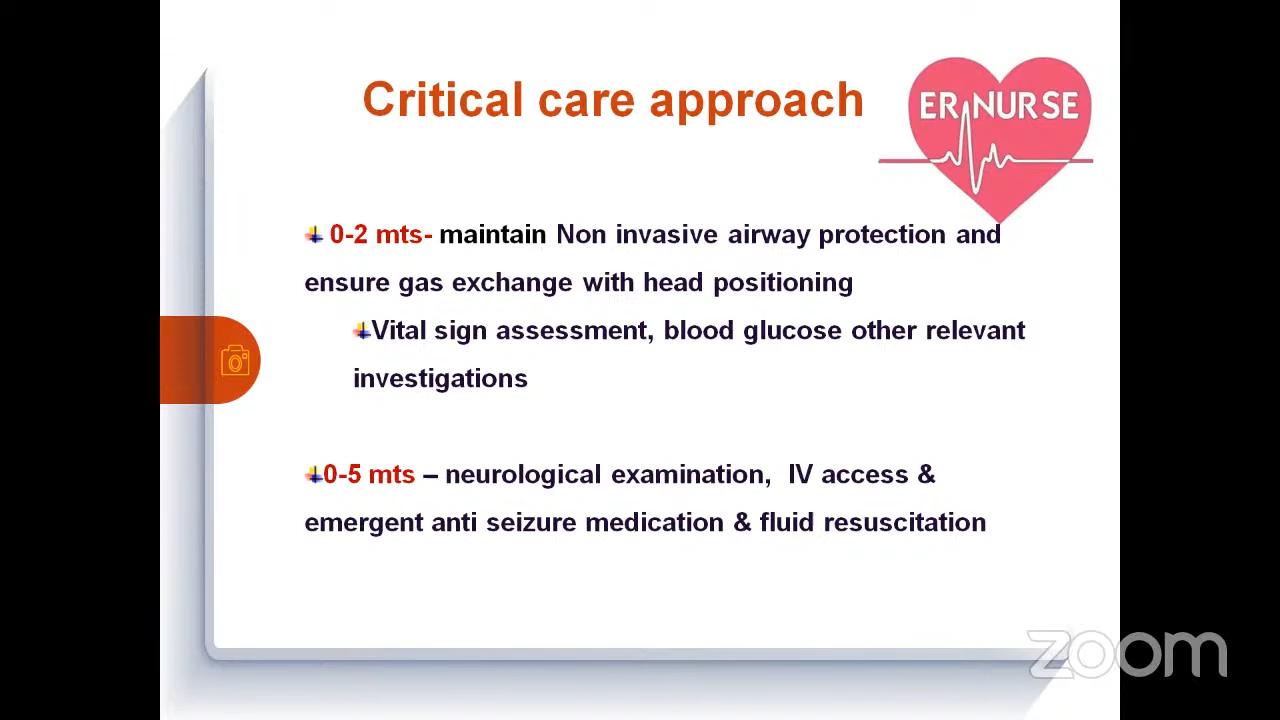 Critical care approach
ER NURSE
0-2 mts- maintain Non invasive airway protection and
ensure gas exchange with head positioning
Vital sign assessment, blood glucose other relevant
investigations
0-5 mts – neurological examination, IV access &
emergent anti seizure medication & fluid resuscitation
zoom